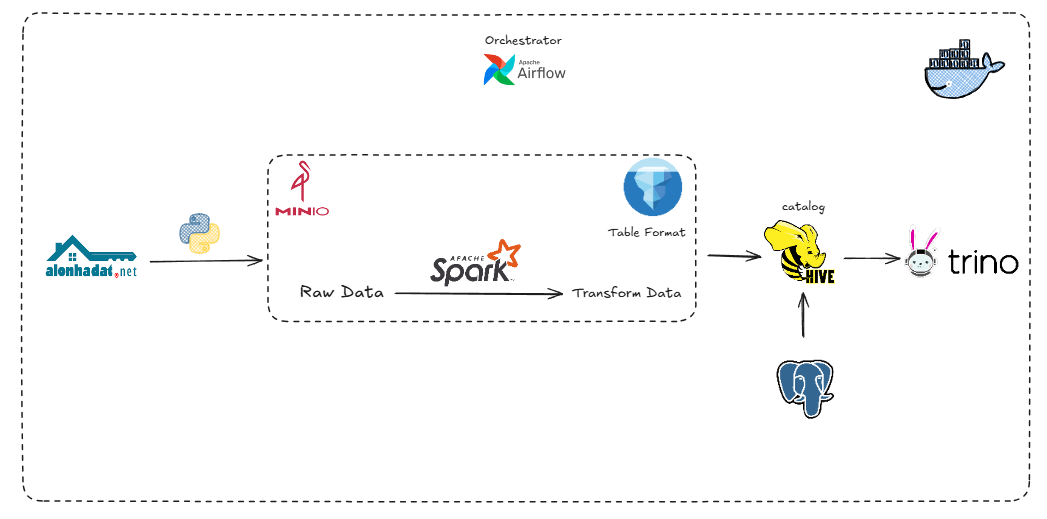 Orchestrator
Apache
Airflow
MINIO
Table Format
catalog
alonhadat.net
APACHE
Spark
HIVE
trino
Raw Data
Transform Data